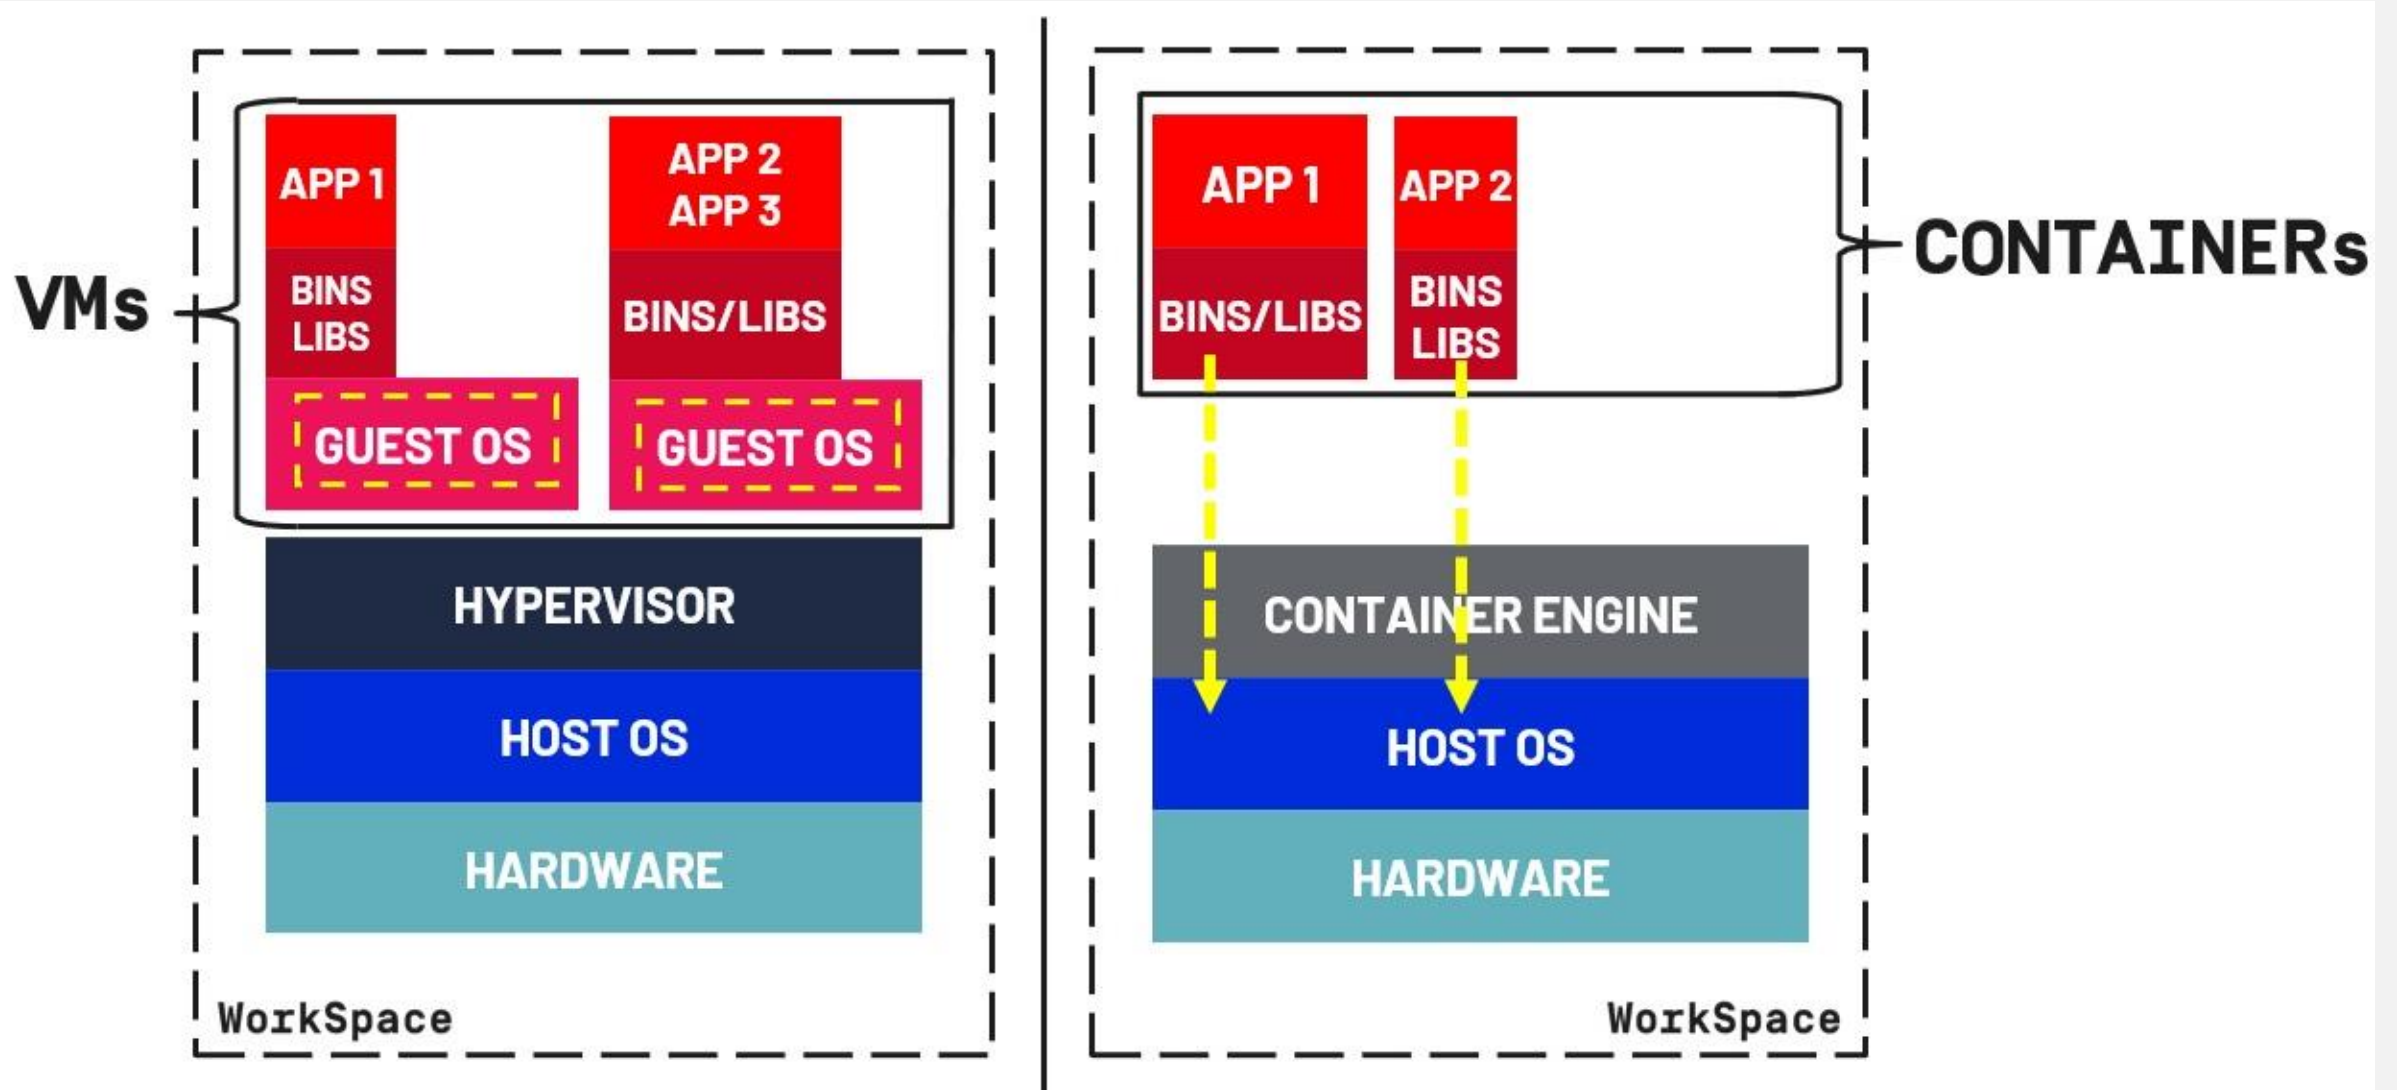 VMs
APP 1
BINS
LIBS
GUEST OS
APP 2
APP 3
BINS/LIBS
GUEST OS
HYPERVISOR
HOST OS
HARDWARE
WorkSpace
APP 1
BINS/LIBS
APP 2
BINS
LIBS
CONTAINERs
CONTAINER ENGINE
HOST OS
HARDWARE
WorkSpace